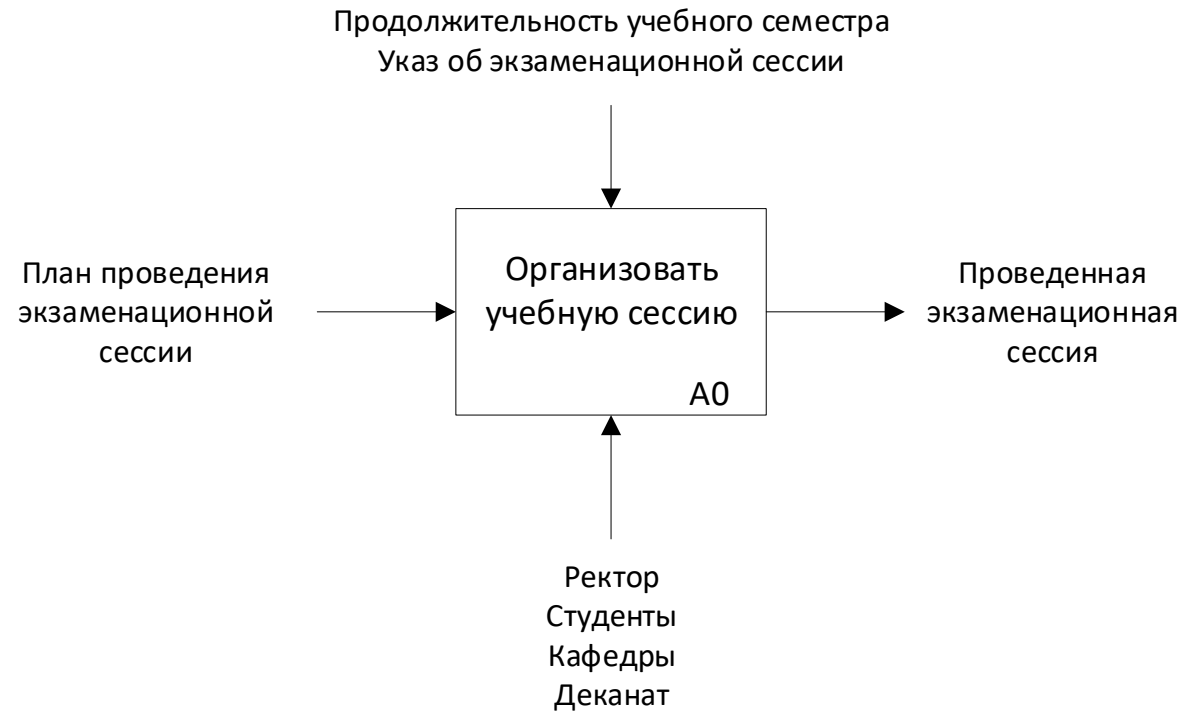 Продолжительность учебного семестра
Указ об экзаменационной сессии
План проведения
экзаменационной
сессии
Организовать
учебную сессию
А0
Проведенная
экзаменационная
сессия
Ректор
Студенты
Кафедры
Деканат